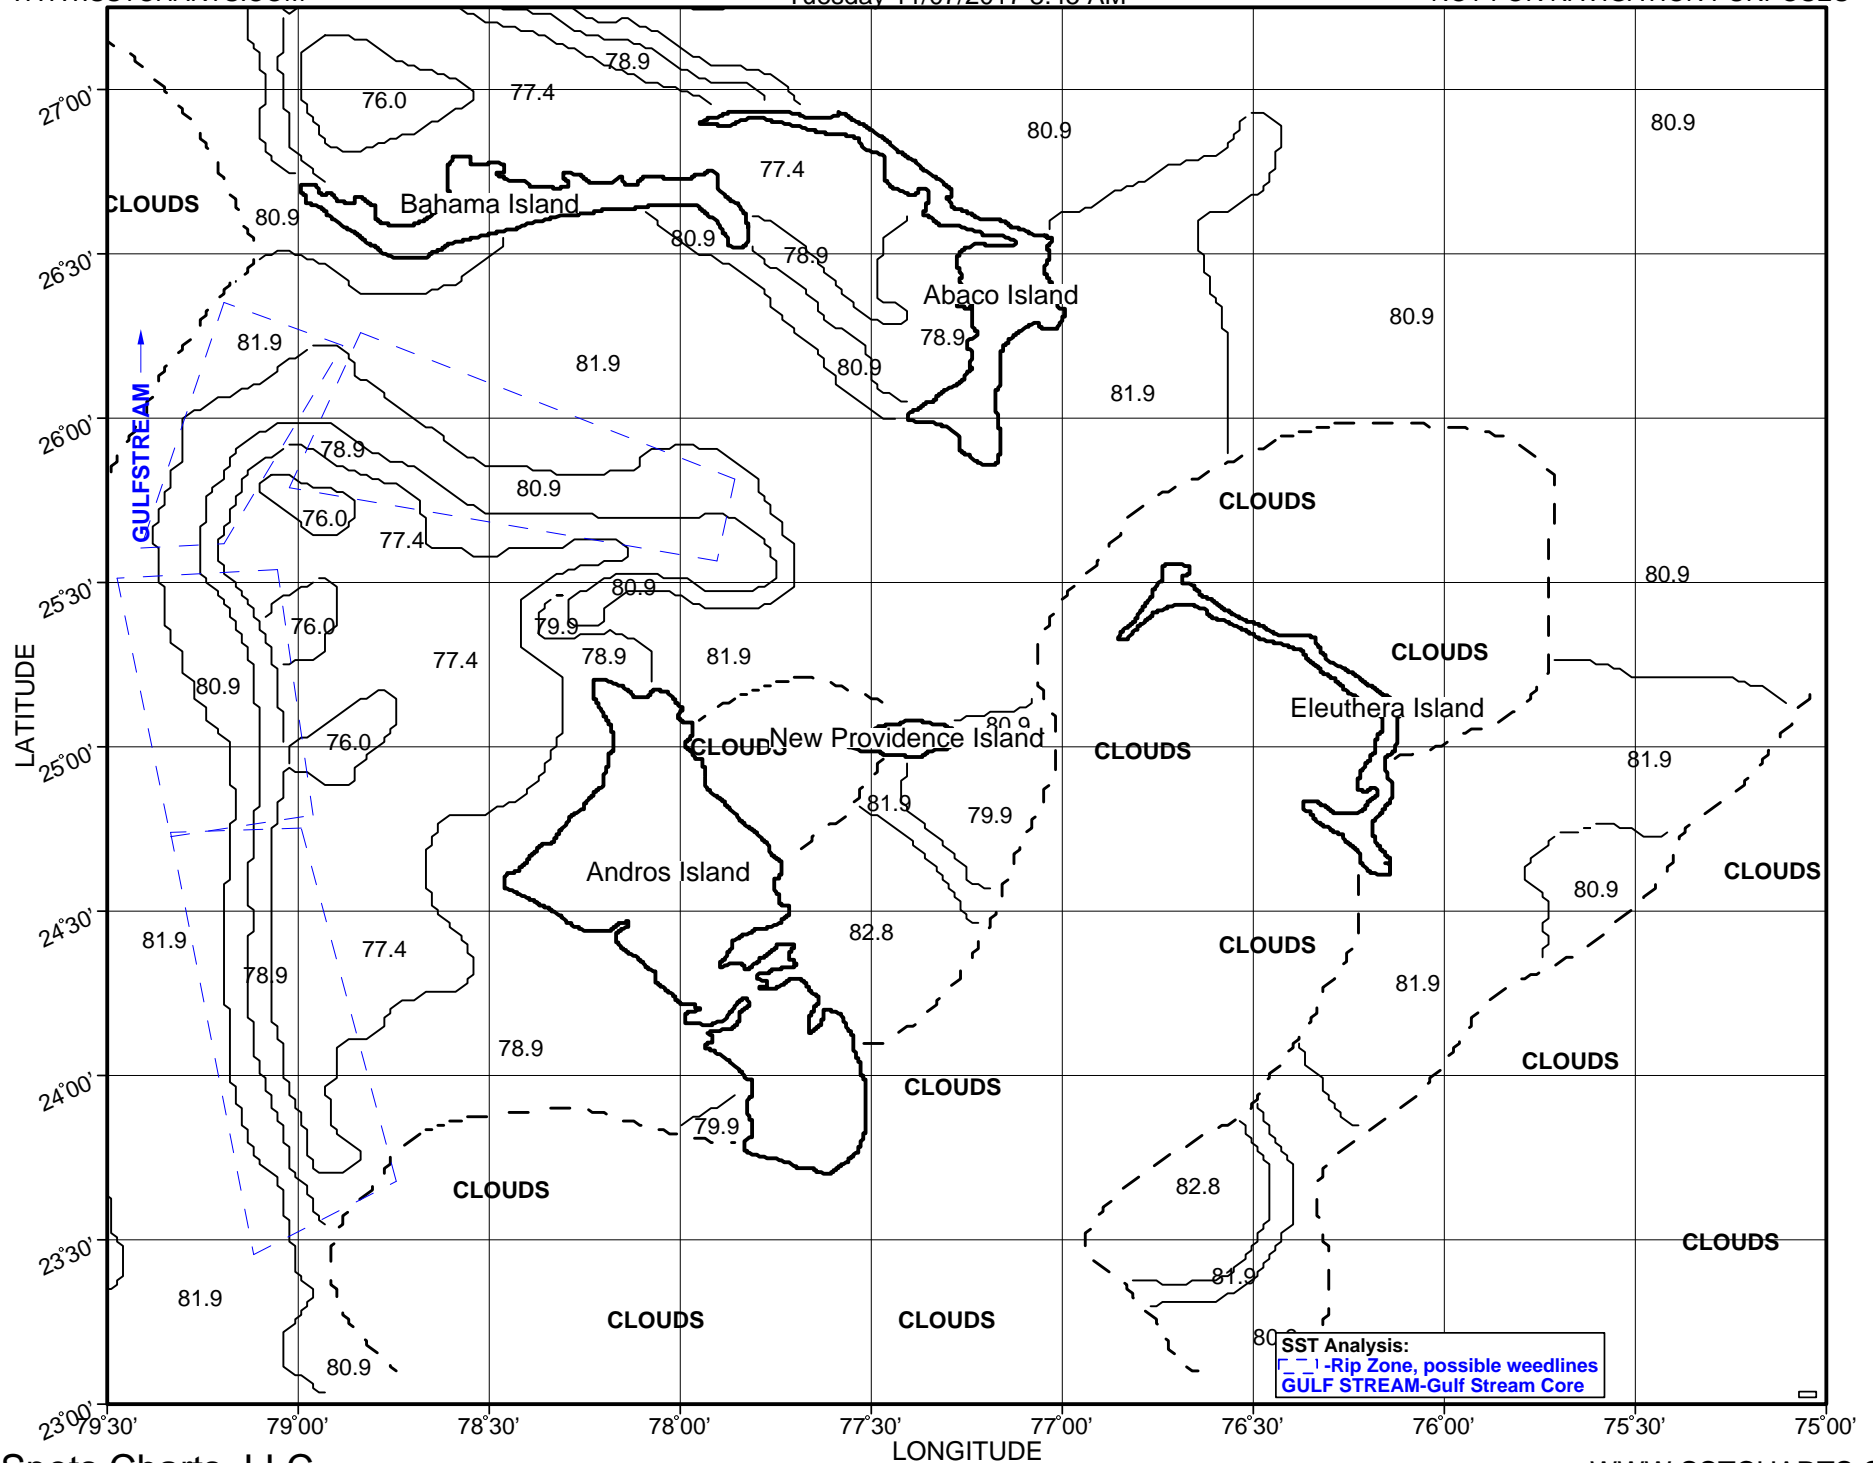 Tuesday 11/07/2017
78.9
76.0
77.4
27°00'
80.9
80.9
77.4
CLOUDS
Bahama Island
80.9
80.9
78.9
26°30'
Abaco Island
80.9
81.9
78.9
81.9
80.9
81.9
GULFSTREAM
26°00'
78.9
80.9
CLOUDS
76.0
77.4
80.9
25°30'
80.9
76.0
79.9
78.9
81.9
77.4
CLOUDS
LATITUDE
80.9
Eleuthera Island
80.9
76.0
CLOUDS
New Providence Island
CLOUDS
25°00'
81.9
81.9
79.9
Andros Island
CLOUDS
80.9
24°30'
82.8
81.9
77.4
CLOUDS
78.9
81.9
78.9
CLOUDS
24°00'
CLOUDS
79.9
CLOUDS
82.8
23°30'
CLOUDS
81.9
81.9
CLOUDS
CLOUDS
SST Analysis:
80.9
-Rip Zone, possible weedlines
GULF STREAM-Gulf Stream Core
23°00'
79°30'
79°00'
78°30'
78°00'
77°30'
77°00'
76°30'
76°00'
75°30'
75°00'
LONGITUDE